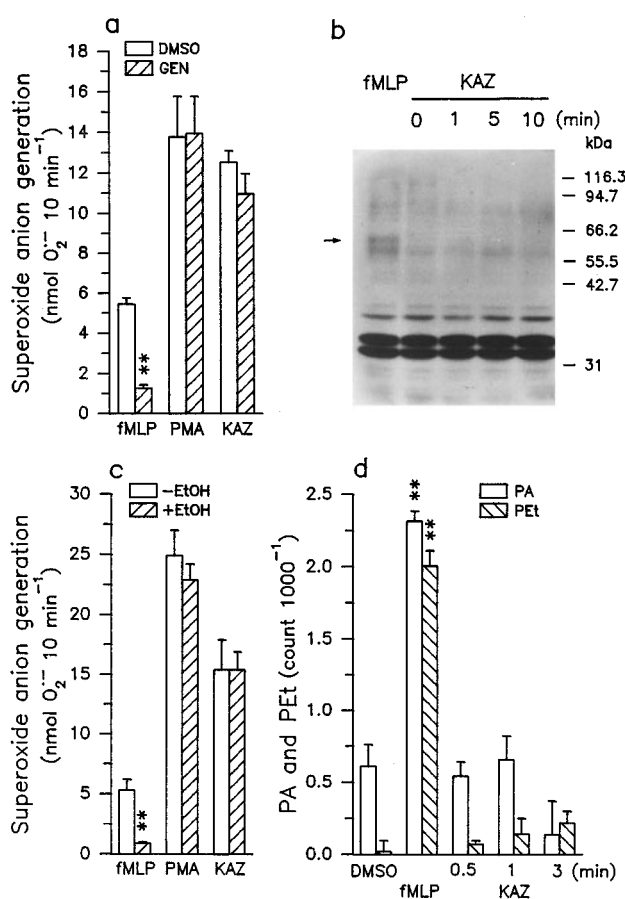 a
DMSO
GEN
Superoxide anion generation
(nmol O₂·− 10 min⁻¹)
18
16
14
12
10
8
6
4
2
0
**
fMLP PMA KAZ
b
fMLP KAZ
0 1 5 10 (min)
kDa
116.3
94.7
66.2
55.5
42.7
31
c
−EtOH
+EtOH
Superoxide anion generation
(nmol O₂·− 10 min⁻¹)
30
25
20
15
10
5
0
**
fMLP PMA KAZ
d
PA
PEt
PA and PEt (count 1000⁻¹)
2.5
2.0
1.5
1.0
0.5
0.0
**
**
DMSO 0.5 1 3 (min)
fMLP KAZ